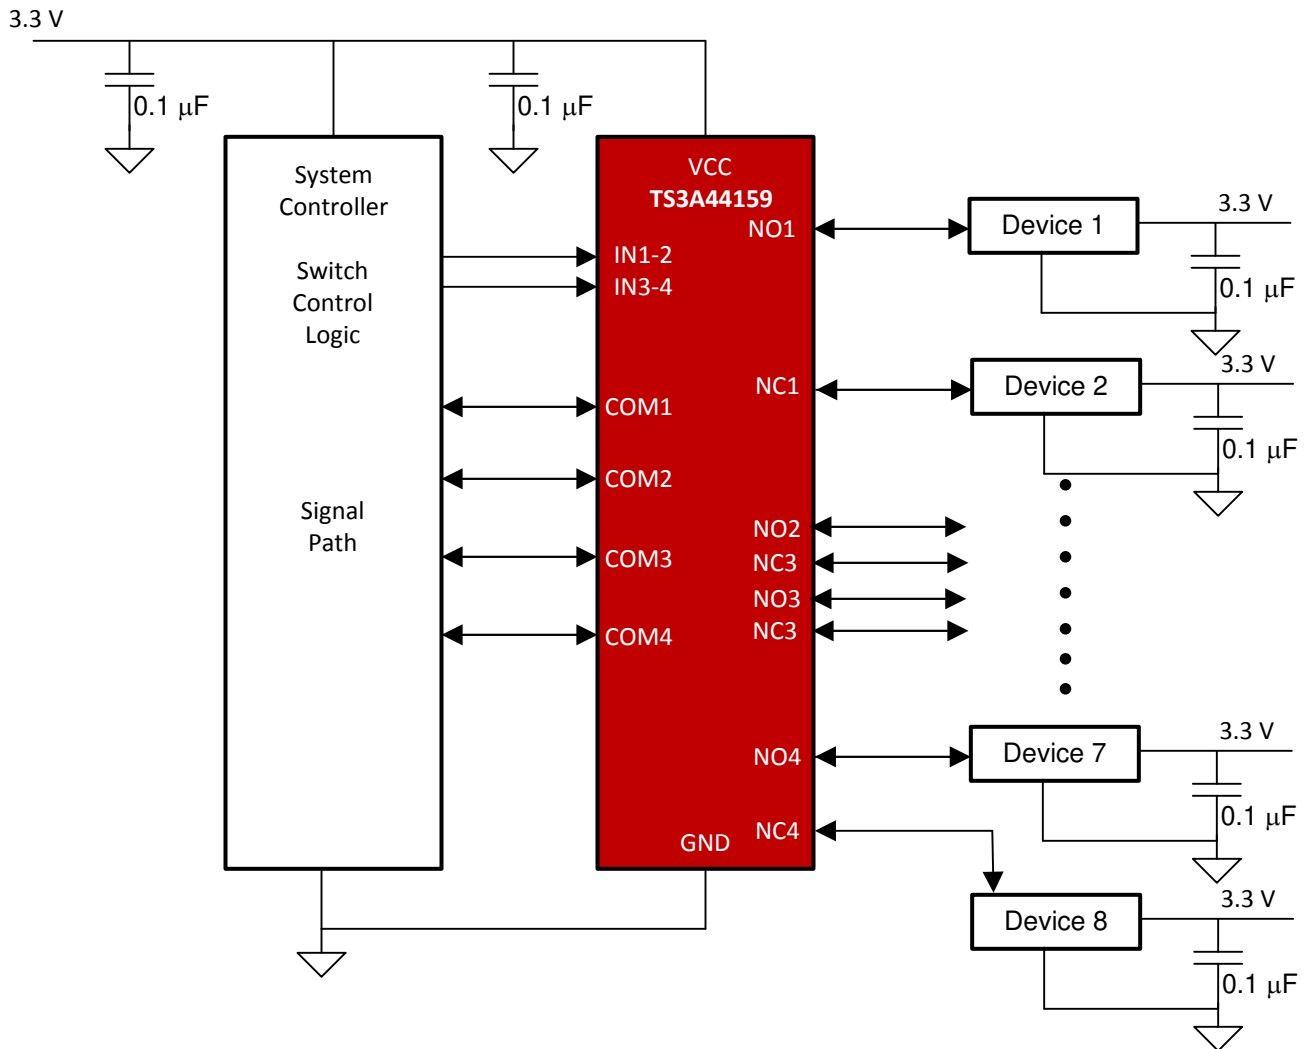 3.3 V
0.1 µF
0.1 µF
System
Controller
Switch
Control
Logic
Signal
Path
VCC
TS3A44159
IN1-2
IN3-4
COM1
COM2
COM3
COM4
NO1
NC1
NO2
NC3
NO3
NC3
NO4
NC4
GND
Device 1
3.3 V
0.1 µF
Device 2
3.3 V
0.1 µF
Device 7
3.3 V
0.1 µF
Device 8
3.3 V
0.1 µF